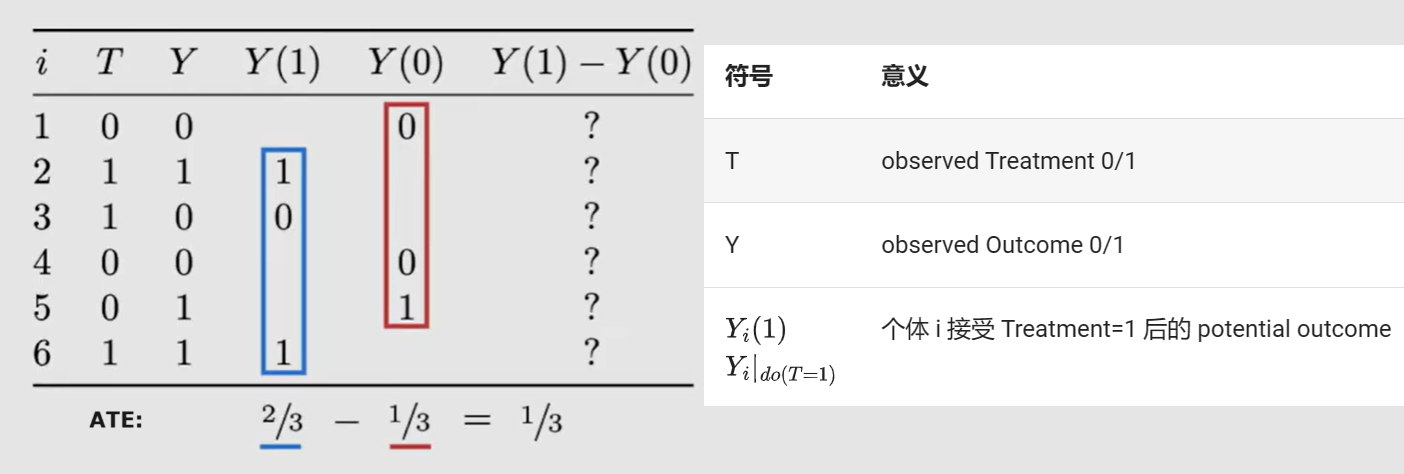 i T Y Y(1) Y(0) Y(1) − Y(0)
1 0 0 0 ?
2 1 1 1 ?
3 1 0 0 ?
4 0 0 0 ?
5 0 1 1 ?
6 1 1 1 ?
ATE: 2/3 − 1/3 = 1/3
符号 意义
T observed Treatment 0/1
Y observed Outcome 0/1
Y_i(1) 个体 i 接受 Treatment=1 后的 potential outcome
Y_i|_{do(T=1)}